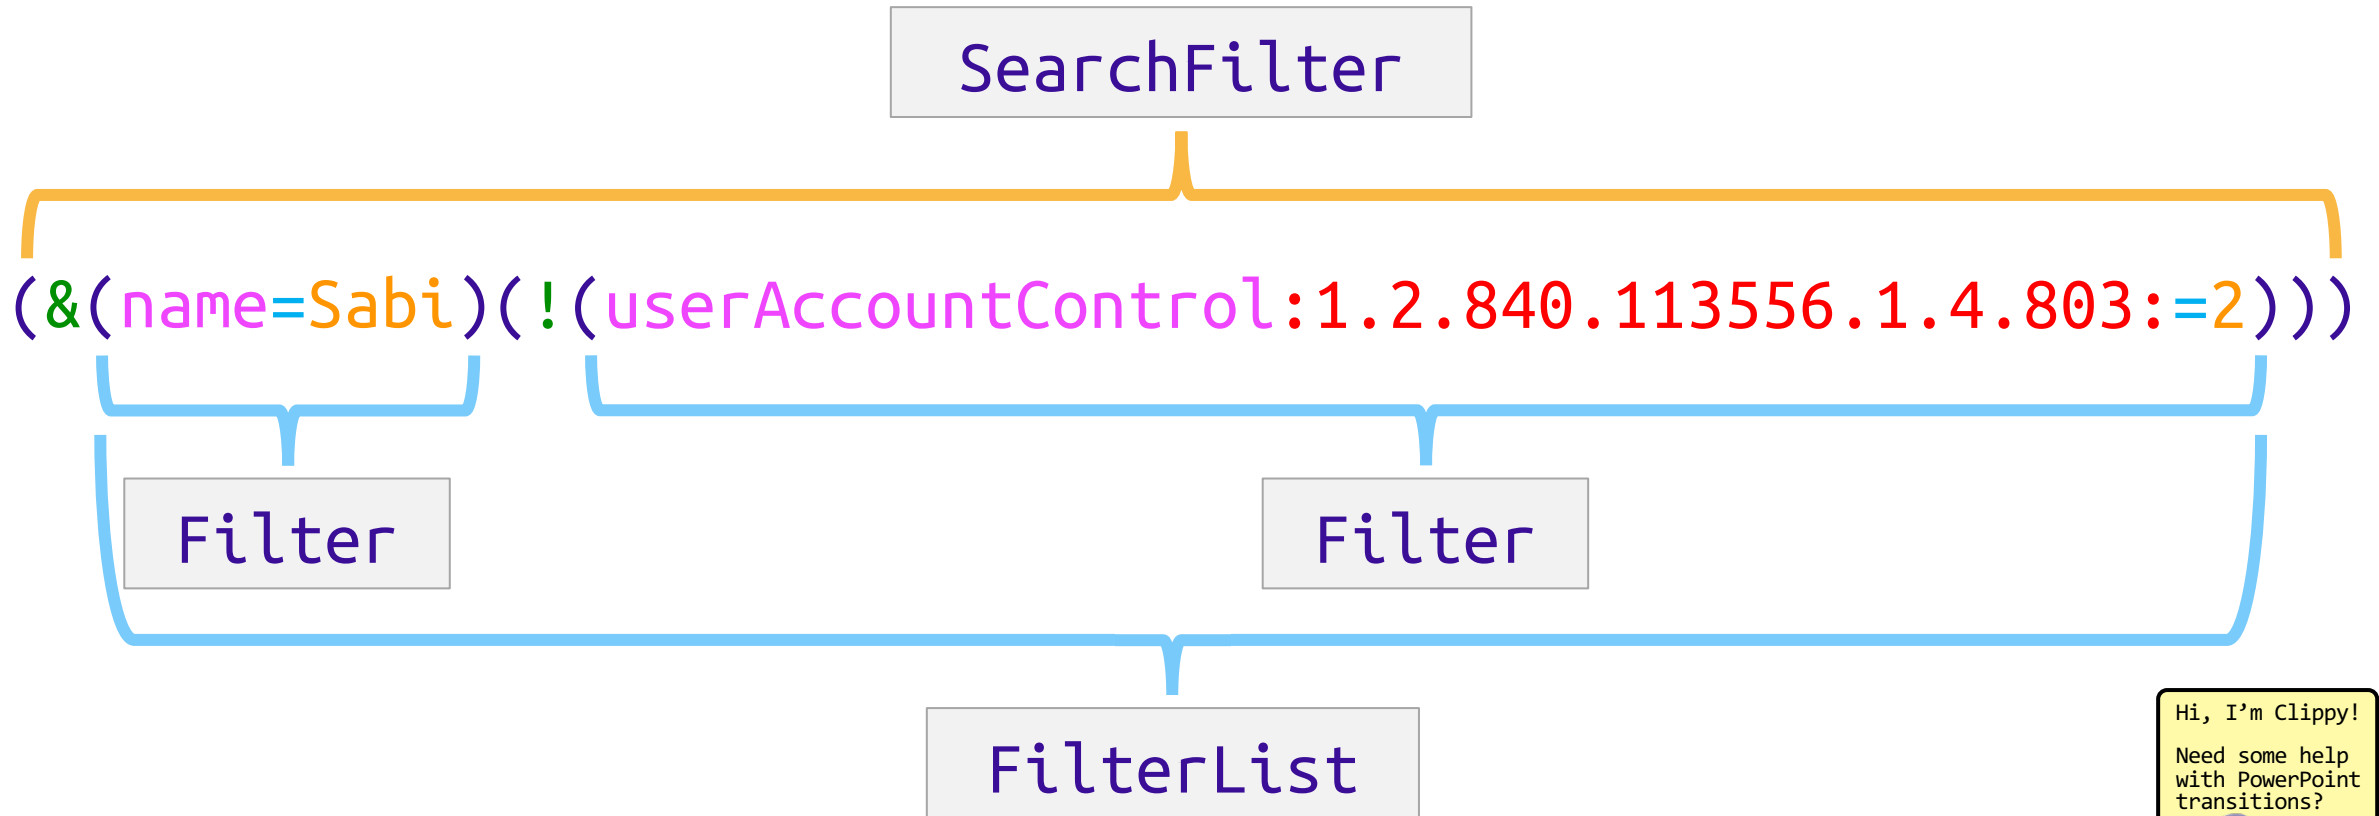 SearchFilter
(&(name=Sabi)(!(userAccountControl:1.2.840.113556.1.4.803:=2)))
Filter
Filter
FilterList
Hi, I’m Clippy!
Need some help
with PowerPoint
transitions?